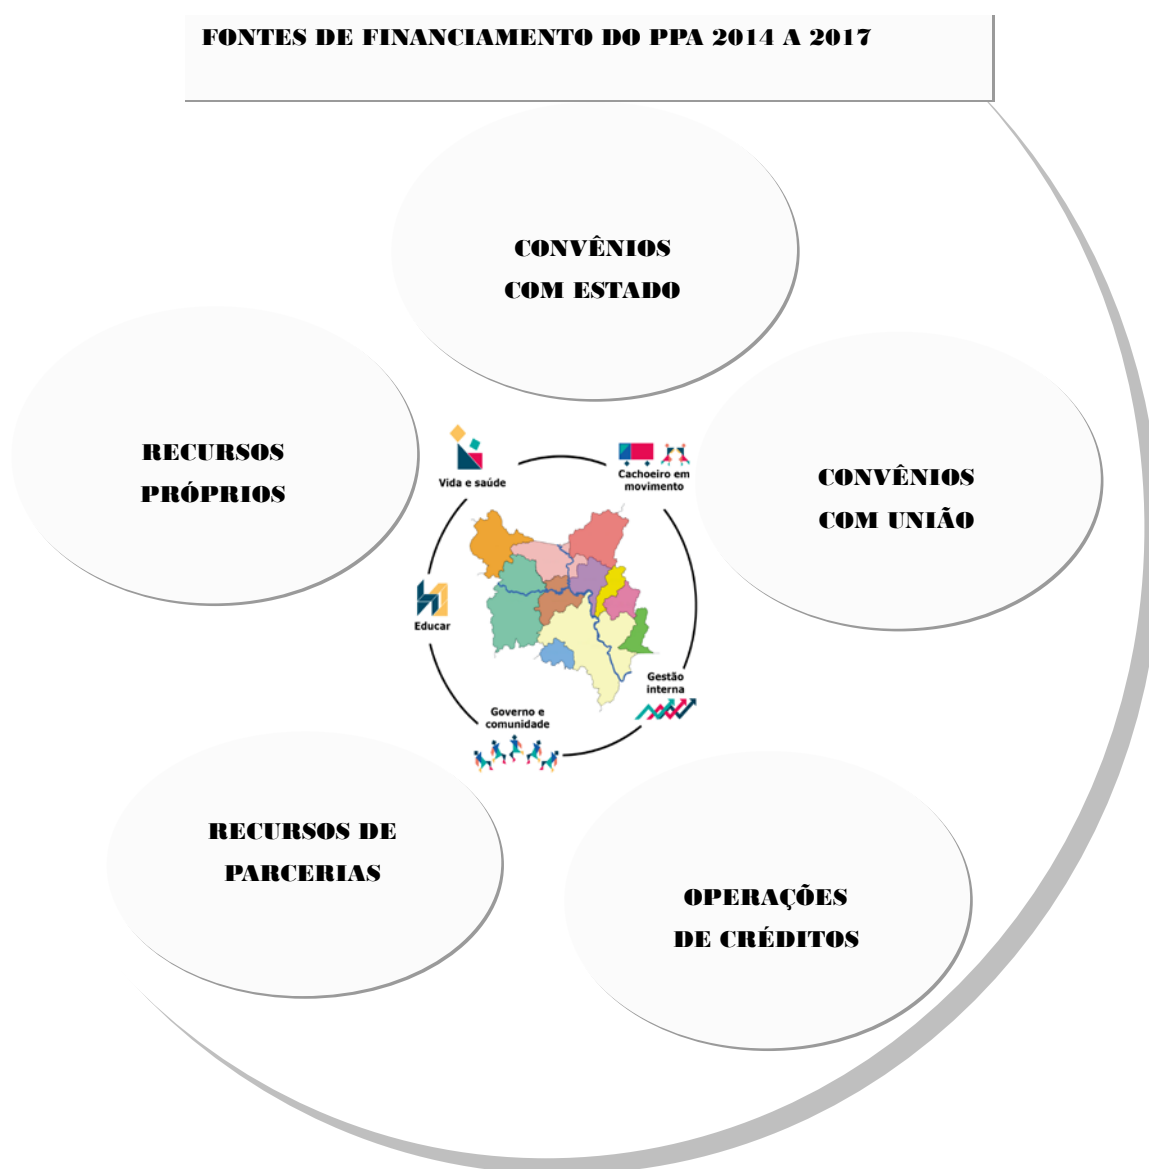 FONTES DE FINANCIAMENTO DO PPA 2014 A 2017
CONVÊNIOS
COM ESTADO
RECURSOS
PRÓPRIOS
CONVÊNIOS
COM UNIÃO
Vida e saúde
Cachoeiro em
movimento
Educar
Gestão
interna
Governo e
comunidade
RECURSOS DE
PARCERIAS
OPERAÇÕES
DE CRÉDITOS